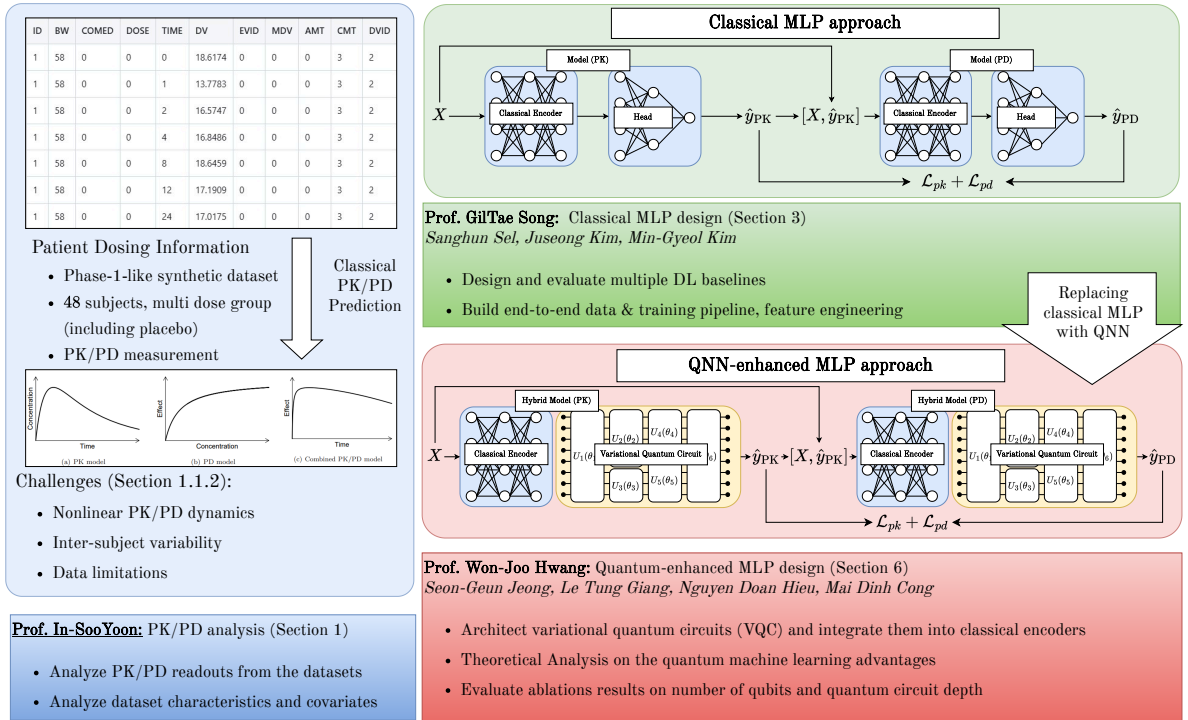 ID BW COMED DOSE TIME DV EVID MDV AMT CMT DVID
1 58 0 0 0 18.6174 0 0 0 3 2
1 58 0 0 1 13.7783 0 0 0 3 2
1 58 0 0 2 16.5747 0 0 0 3 2
1 58 0 0 4 16.8486 0 0 0 3 2
1 58 0 0 8 18.6459 0 0 0 3 2
1 58 0 0 12 17.1909 0 0 0 3 2
1 58 0 0 24 17.0175 0 0 0 3 2
Patient Dosing Information
• Phase-1-like synthetic dataset
• 48 subjects, multi dose group
(including placebo)
• PK/PD measurement
Classical
PK/PD
Prediction
Concentration
Time
(a) PK model
Effect
Concentration
(b) PD model
Effect
Time
(c) Combined PK/PD model
Challenges (Section 1.1.2):
• Nonlinear PK/PD dynamics
• Inter-subject variability
• Data limitations
Prof. In-SooYoon: PK/PD analysis (Section 1)
• Analyze PK/PD readouts from the datasets
• Analyze dataset characteristics and covariates
Classical MLP approach
Model (PK)
Model (PD)
X
Classical Encoder
Head
ŷPK
[X, ŷPK]
Classical Encoder
Head
ŷPD
ℒpk + ℒpd
Prof. GilTae Song: Classical MLP design (Section 3)
Sanghun Sel, Juseong Kim, Min-Gyeol Kim
• Design and evaluate multiple DL baselines
• Build end-to-end data & training pipeline, feature engineering
Replacing
classical MLP
with QNN
QNN-enhanced MLP approach
Hybrid Model (PK)
Hybrid Model (PD)
X
Classical Encoder
U1(θ
U2(θ2)
U4(θ4)
Variational Quantum Circuit
6)
U3(θ3)
U5(θ5)
ŷPK
[X, ŷPK]
Classical Encoder
U1(θ
U2(θ2)
U4(θ4)
Variational Quantum Circuit
6)
U3(θ3)
U5(θ5)
ŷPD
ℒpk + ℒpd
Prof. Won-Joo Hwang: Quantum-enhanced MLP design (Section 6)
Seon-Geun Jeong, Le Tung Giang, Nguyen Doan Hieu, Mai Dinh Cong
• Architect variational quantum circuits (VQC) and integrate them into classical encoders
• Theoretical Analysis on the quantum machine learning advantages
• Evaluate ablations results on number of qubits and quantum circuit depth